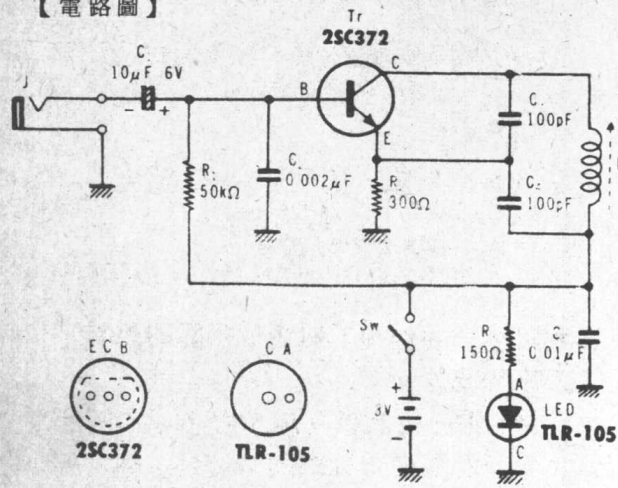 【電路圖】
Tr
2SC372
C
10μF 6V
J
B
C
E
C
100pF
C
0.002μF
R
50kΩ
R
300Ω
C
100pF
Sw
R
150Ω
C
0.01μF
+
3V
−
A
LED
TLR-105
C
E C B
2SC372
C A
TLR-105